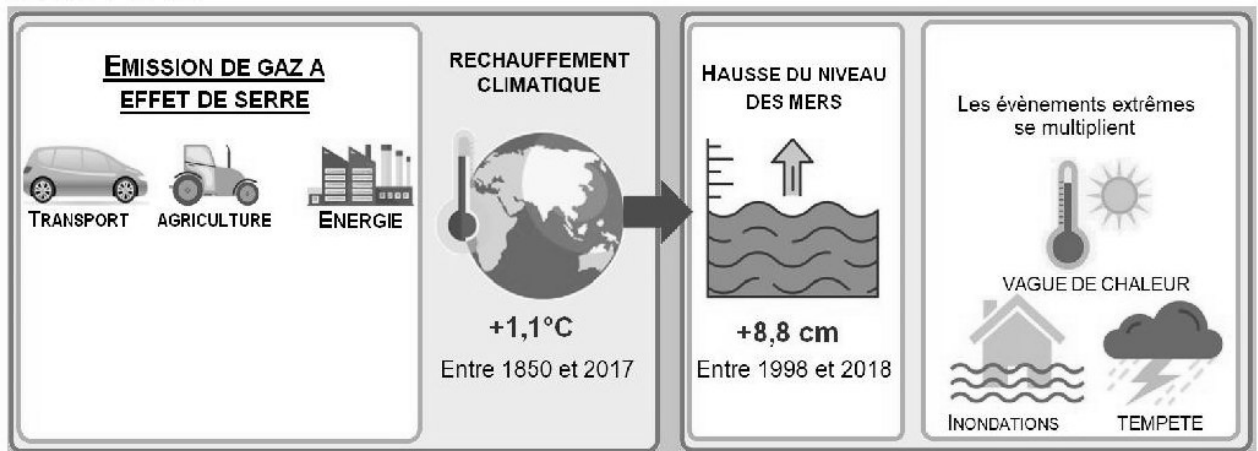 EMISSION DE GAZ A
EFFET DE SERRE
TRANSPORT
AGRICULTURE
ENERGIE
RECHAUFFEMENT
CLIMATIQUE
+1,1°C
Entre 1850 et 2017
HAUSSE DU NIVEAU
DES MERS
+8,8 cm
Entre 1998 et 2018
Les évènements extrêmes
se multiplient
VAGUE DE CHALEUR
INONDATIONS
TEMPETE